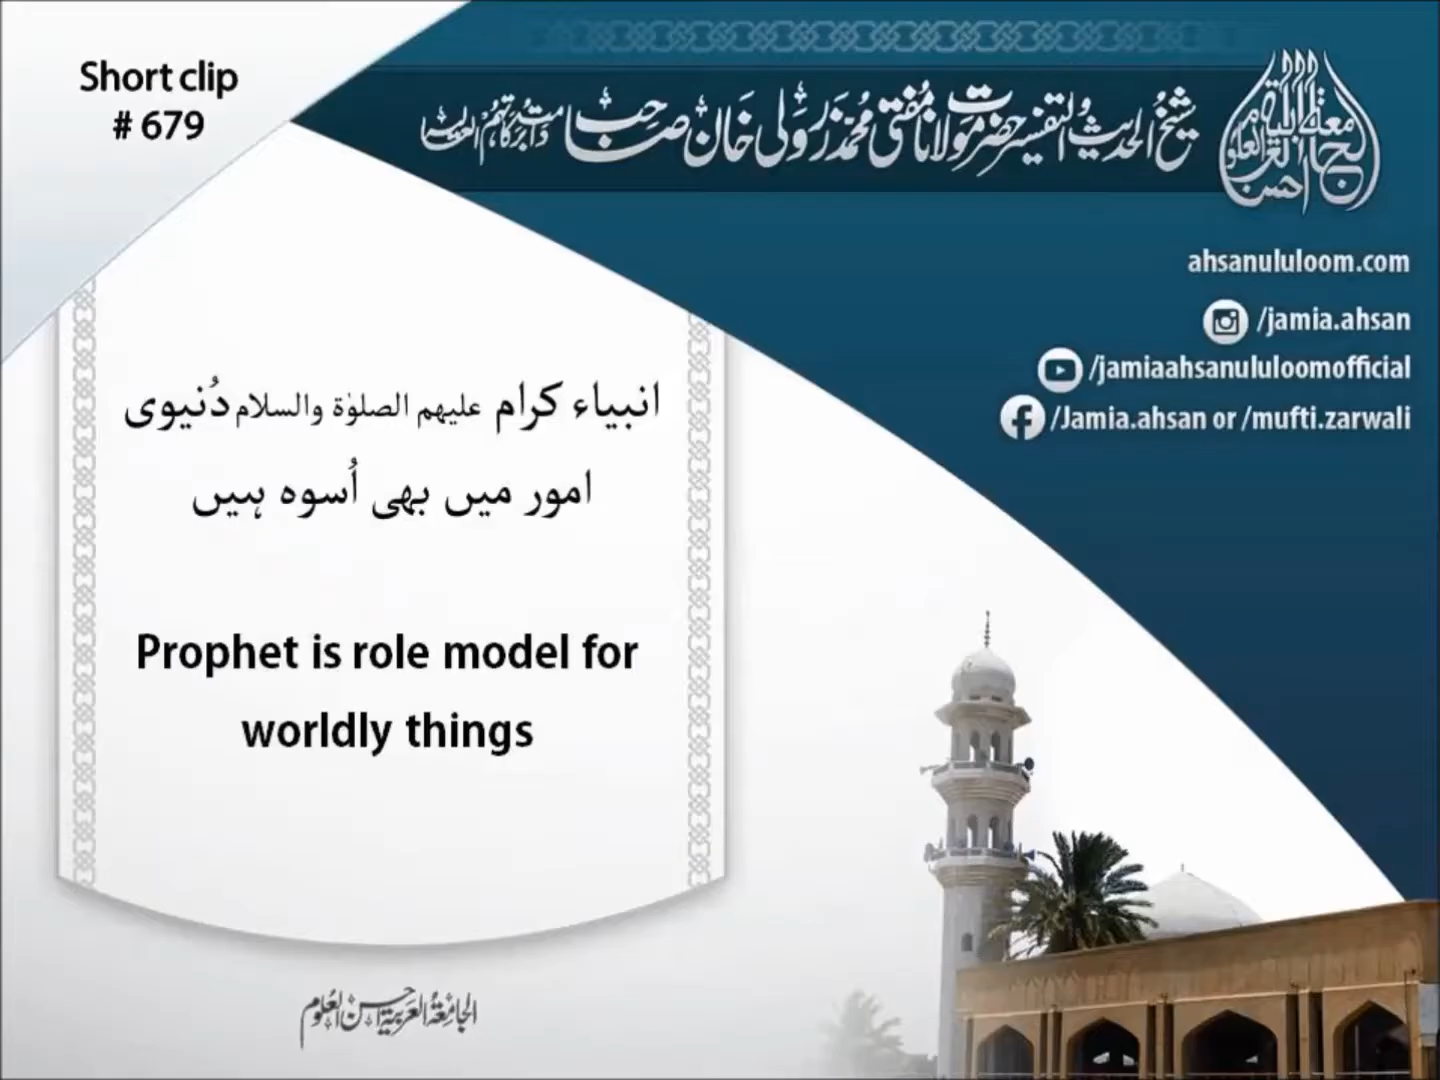 Short clip
# 679
شیخ الحدیث والتفسیر حضرت مولانا مفتی محمد زر ولی خان صاحب دامت برکاتہم العالیہ
ahsanululoom.com
/jamia.ahsan
/jamiaahsanululoomofficial
/Jamia.ahsan or /mufti.zarwali
انبیاء کرام علیہم الصلوٰۃ والسلام دُنیوی
امور میں بھی اُسوہ ہیں
Prophet is role model for
worldly things
الجامعۃ العربیۃ احسن العلوم